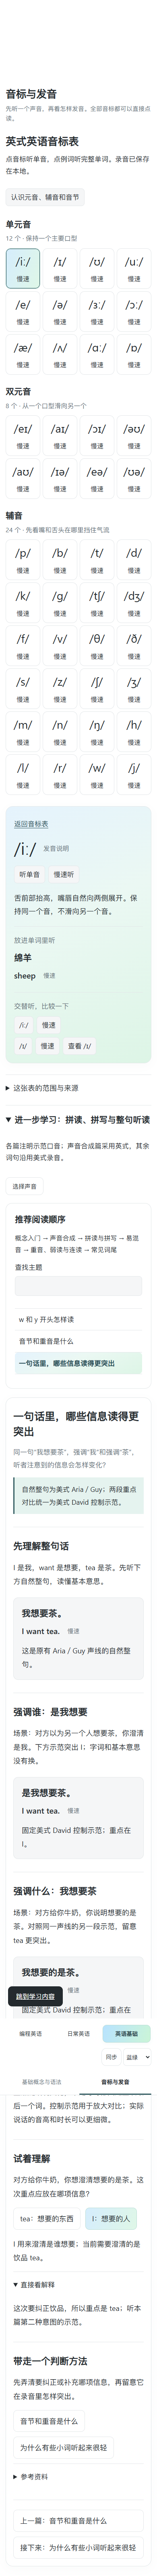 音标与发音
先听一个声音，再看怎样发音。全部音标都可以直接点
读。
英式英语音标表
点音标听单音，点例词听完整单词。录音已保存
在本地。
认识元音、辅音和音节
单元音
12 个 · 保持一个主要口型
/iː/ /ɪ/ /ʊ/ /uː/
慢速 慢速 慢速 慢速
/e/ /ə/ /ɜː/ /ɔː/
慢速 慢速 慢速 慢速
/æ/ /ʌ/ /ɑː/ /ɒ/
慢速 慢速 慢速 慢速
双元音
8 个 · 从一个口型滑向另一个
/eɪ/ /aɪ/ /ɔɪ/ /əʊ/
慢速 慢速 慢速 慢速
/aʊ/ /ɪə/ /eə/ /ʊə/
慢速 慢速 慢速 慢速
辅音
24 个 · 先看嘴和舌头在哪里挡住气流
/p/ /b/ /t/ /d/
慢速 慢速 慢速 慢速
/k/ /ɡ/ /tʃ/ /dʒ/
慢速 慢速 慢速 慢速
/f/ /v/ /θ/ /ð/
慢速 慢速 慢速 慢速
/s/ /z/ /ʃ/ /ʒ/
慢速 慢速 慢速 慢速
/m/ /n/ /ŋ/ /h/
慢速 慢速 慢速 慢速
/l/ /r/ /w/ /j/
慢速 慢速 慢速 慢速
返回音标表
/iː/ 发音说明
听单音 慢速听
舌前部抬高，嘴唇自然向两侧展开。保
持同一个音，不滑向另一个音。
放进单词里听
绵羊
sheep 慢速
交替听，比较一下
/iː/ 慢速
/ɪ/ 慢速 查看 /ɪ/
这张表的范围与来源
进一步学习：拼读、拼写与整句听读
各篇注明示范口音；声音合成篇采用美式，其余
词句沿用英式录音。
选择声音
推荐阅读顺序
概念入门 → 声音合成 → 拼读与拼写 → 易混
音 → 重音、弱读与连读 → 常见词尾
查找主题
w 和 y 开头怎样读
音节和重音是什么
一句话里，哪些信息读得更突出
一句话里，哪些信息读得更
突出
同一句“我想要茶”，强调“我”和强调“茶”，
听者注意到的信息会怎样变化？
自然整句为美式 Aria / Guy；两段重点
对比统一为美式 David 控制示范。
先理解整句话
I 是我，want 是想要，tea 是茶。先听下
方自然整句，读懂基本意思。
我想要茶。
I want tea. 慢速
这是原有 Aria / Guy 声线的自然整
句。
强调谁：是我想要
场景：对方以为另一个人想要茶，你澄清
是我。下方示范突出 I；字词和基本意思
没有换。
是我想要茶。
I want tea. 慢速
固定美式 David 控制示范；重点在
I。
强调什么：我想要茶
场景：对方给你牛奶，你说明想要的是
茶。对照同一声线的另一段示范，留意
tea 更突出。
我想要的是茶。
I want tea. 慢速
固定美式 David 控制示范；重点在
跳到学习内容
编程英语 日常英语 英语基础
同步 蓝绿
基础概念与语法 音标与发音
后一个词。控制示范用于放大对比；实际
说话的音高和时长可以更细微。
试着理解
对方给你牛奶，你想澄清想要的是茶。这
次重点应放在哪项信息？
tea：想要的东西 I：想要的人
I 用来澄清是谁想要；当前需要澄清的是
饮品 tea。
直接看解释
这次要纠正饮品，所以重点是 tea；听本
篇第二种意图的示范。
带走一个判断方法
先弄清要纠正或补充哪项信息，再留意它
在录音里怎样突出。
音节和重音是什么
为什么有些小词听起来很轻
参考资料
上一篇：音节和重音是什么
接下来：为什么有些小词听起来很轻